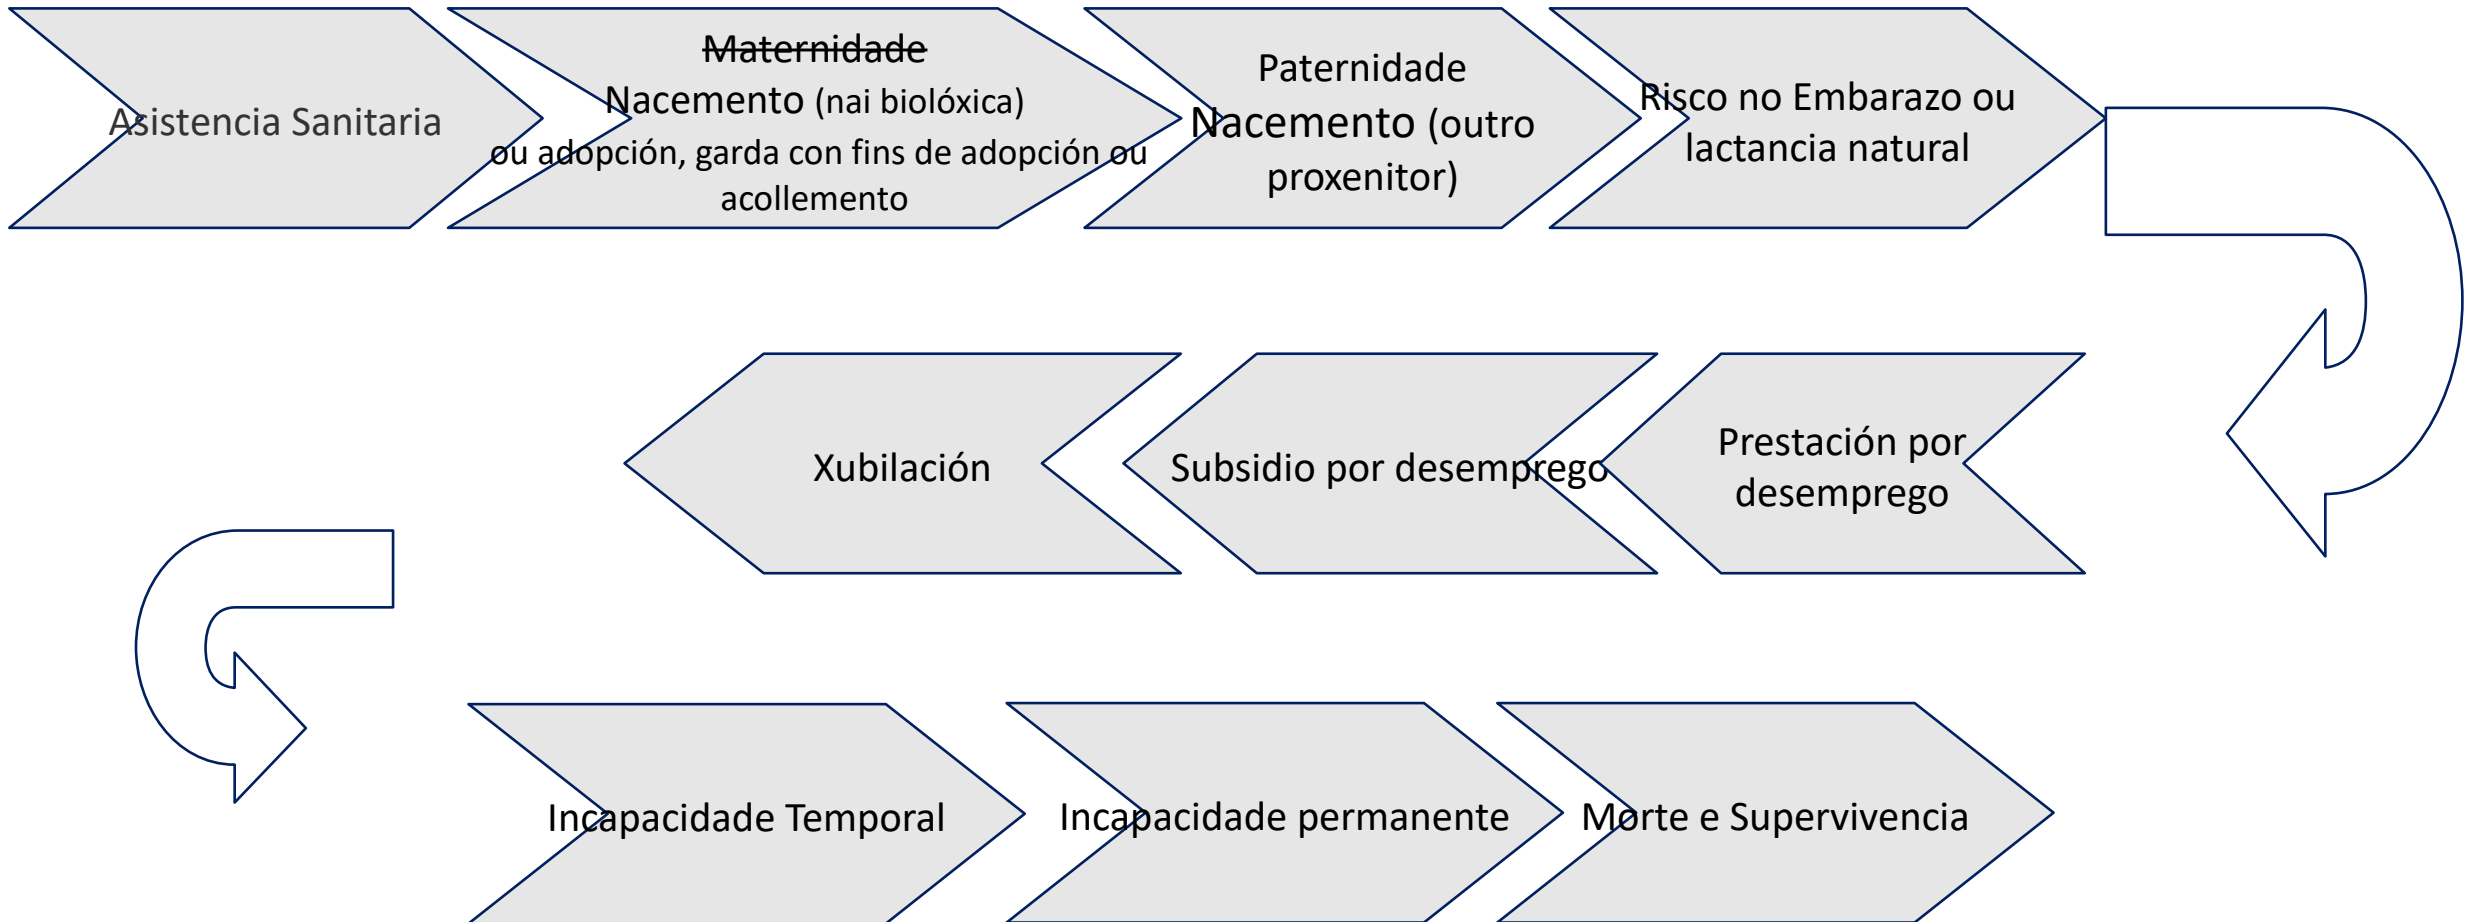 Asistencia Sanitaria
Maternidade
Nacemento (nai biolóxica)
ou adopción, garda con fins de adopción ou
acollemento
Paternidade
Nacemento (outro
proxenitor)
Risco no Embarazo ou
lactancia natural
Prestación por
desemprego
Subsidio por desemprego
Xubilación
Incapacidade Temporal
Incapacidade permanente
Morte e Supervivencia